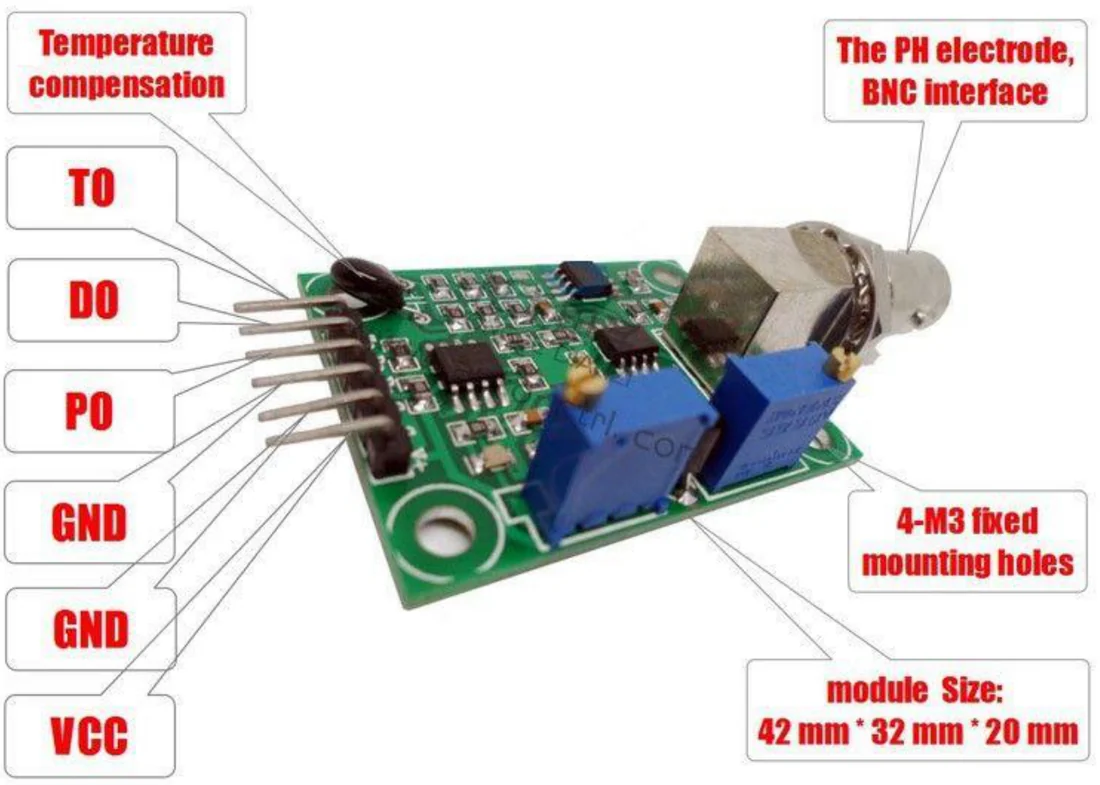 Temperature
compensation
The PH electrode,
BNC interface
TO
DO
PO
GND
GND
VCC
4-M3 fixed
mounting holes
module Size:
42 mm * 32 mm * 20 mm